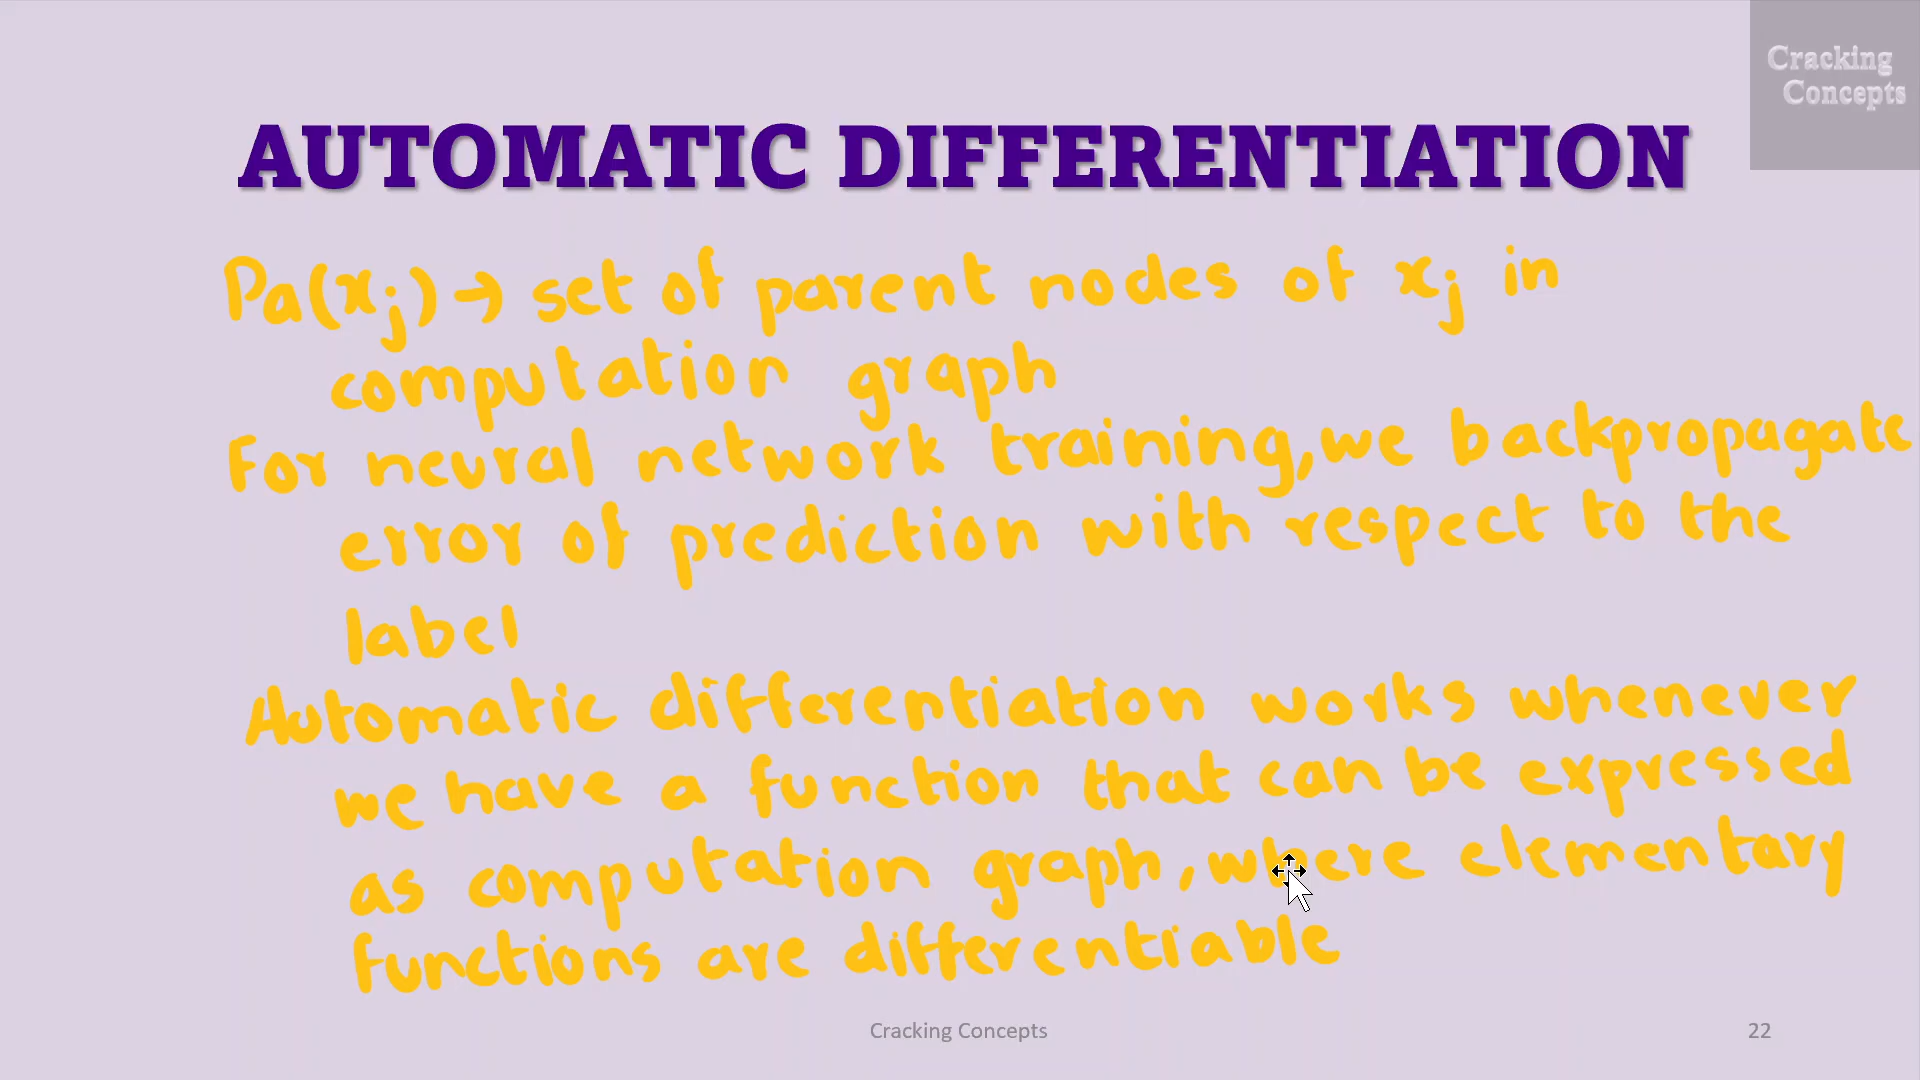 Cracking
Concepts
AUTOMATIC DIFFERENTIATION
Pa(xj) → set of parent nodes of xj in
computation graph
For neural network training, we backpropagate
error of prediction with respect to the
label
Automatic differentiation works whenever
we have a function that can be expressed
as computation graph, where elementary
functions are differentiable
Cracking Concepts
22